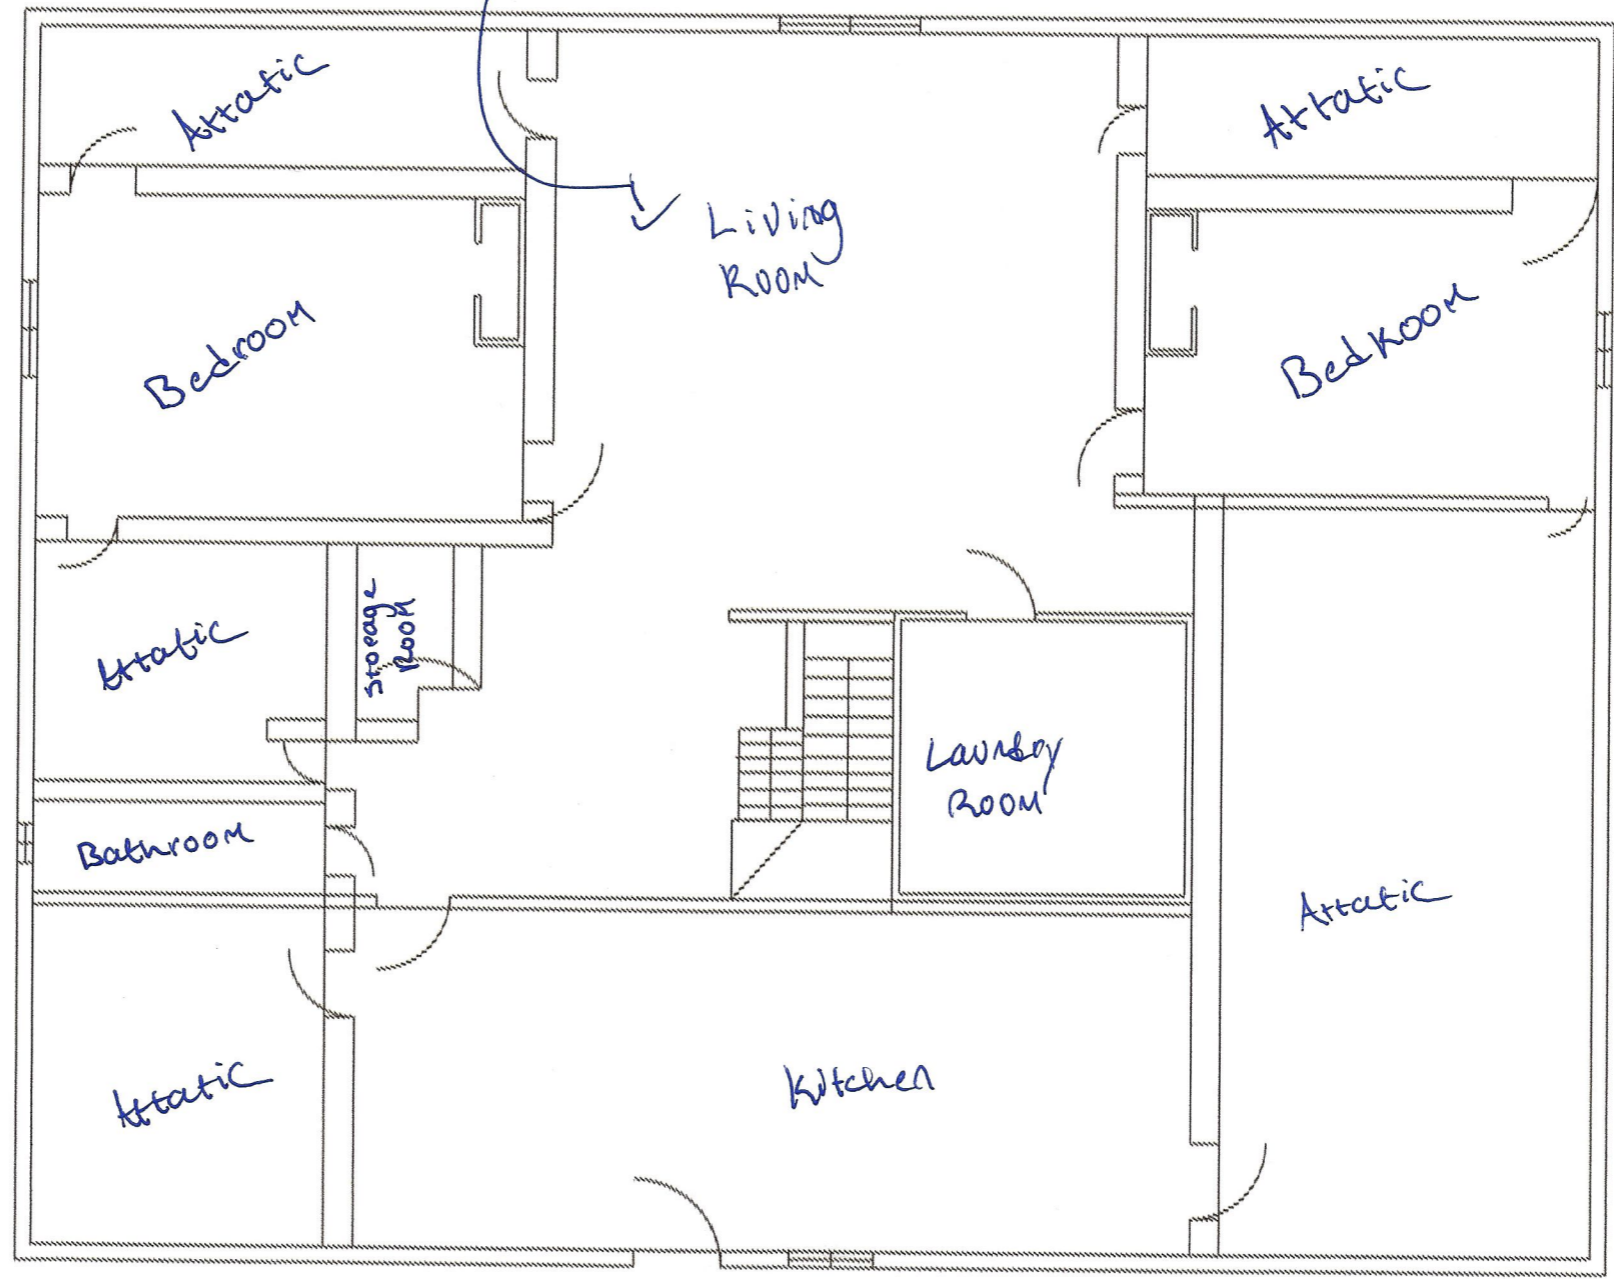 Attatic
Attatic
Living
Room
Bedroom
Bedroom
Storage
Room
Attatic
Laundry
Room
Bathroom
Attatic
Attatic
Kitchen